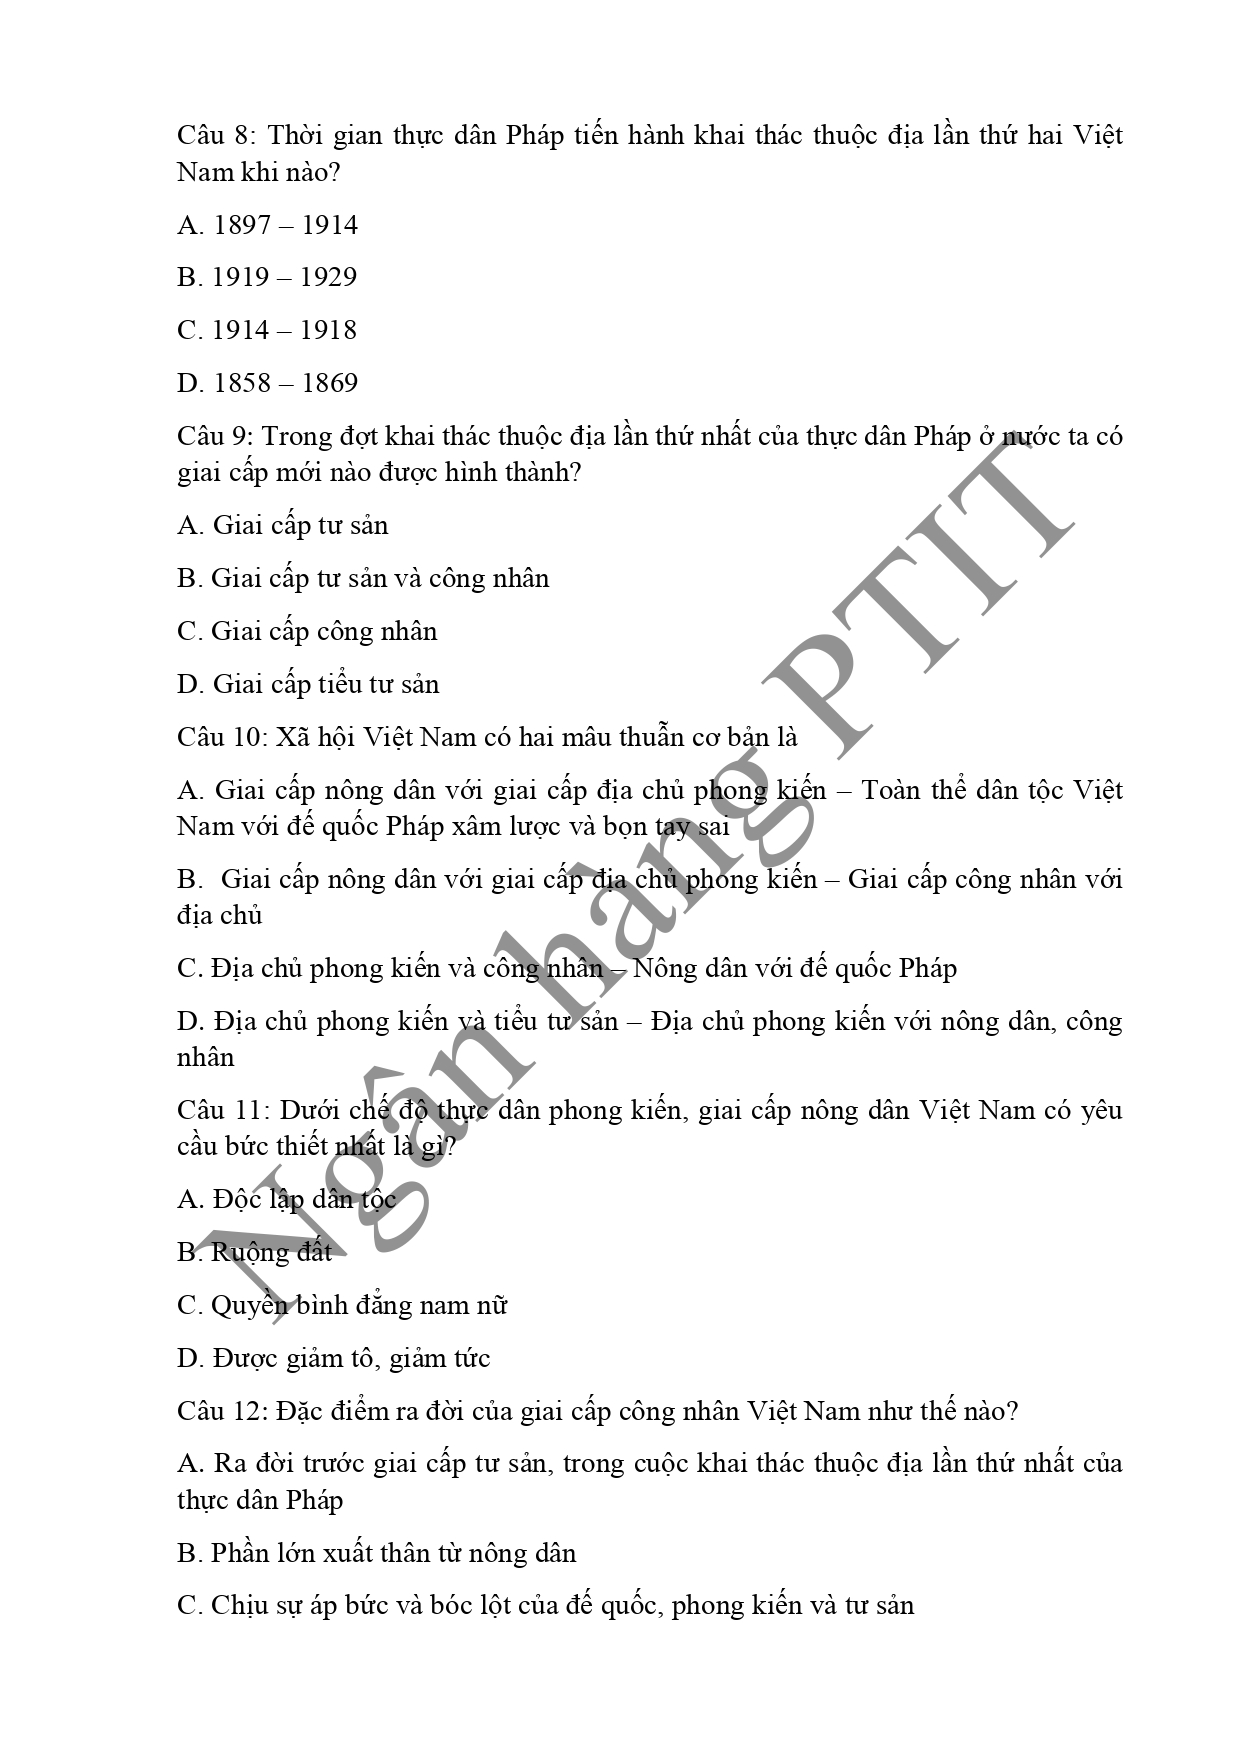 Câu 8: Thời gian thực dân Pháp tiến hành khai thác thuộc địa lần thứ hai Việt
Nam khi nào?
A. 1897 – 1914
B. 1919 – 1929
C. 1914 – 1918
D. 1858 – 1869
Câu 9: Trong đợt khai thác thuộc địa lần thứ nhất của thực dân Pháp ở nước ta có
giai cấp mới nào được hình thành?
A. Giai cấp tư sản
B. Giai cấp tư sản và công nhân
C. Giai cấp công nhân
D. Giai cấp tiểu tư sản
Câu 10: Xã hội Việt Nam có hai mâu thuẫn cơ bản là
A. Giai cấp nông dân với giai cấp địa chủ phong kiến – Toàn thể dân tộc Việt
Nam với đế quốc Pháp xâm lược và bọn tay sai
B. Giai cấp nông dân với giai cấp địa chủ phong kiến – Giai cấp công nhân với
địa chủ
C. Địa chủ phong kiến và công nhân – Nông dân với đế quốc Pháp
D. Địa chủ phong kiến và tiểu tư sản – Địa chủ phong kiến với nông dân, công
nhân
Câu 11: Dưới chế độ thực dân phong kiến, giai cấp nông dân Việt Nam có yêu
cầu bức thiết nhất là gì?
A. Độc lập dân tộc
B. Ruộng đất
C. Quyền bình đẳng nam nữ
D. Được giảm tô, giảm tức
Câu 12: Đặc điểm ra đời của giai cấp công nhân Việt Nam như thế nào?
A. Ra đời trước giai cấp tư sản, trong cuộc khai thác thuộc địa lần thứ nhất của
thực dân Pháp
B. Phần lớn xuất thân từ nông dân
C. Chịu sự áp bức và bóc lột của đế quốc, phong kiến và tư sản
Ngân hàng PTIT